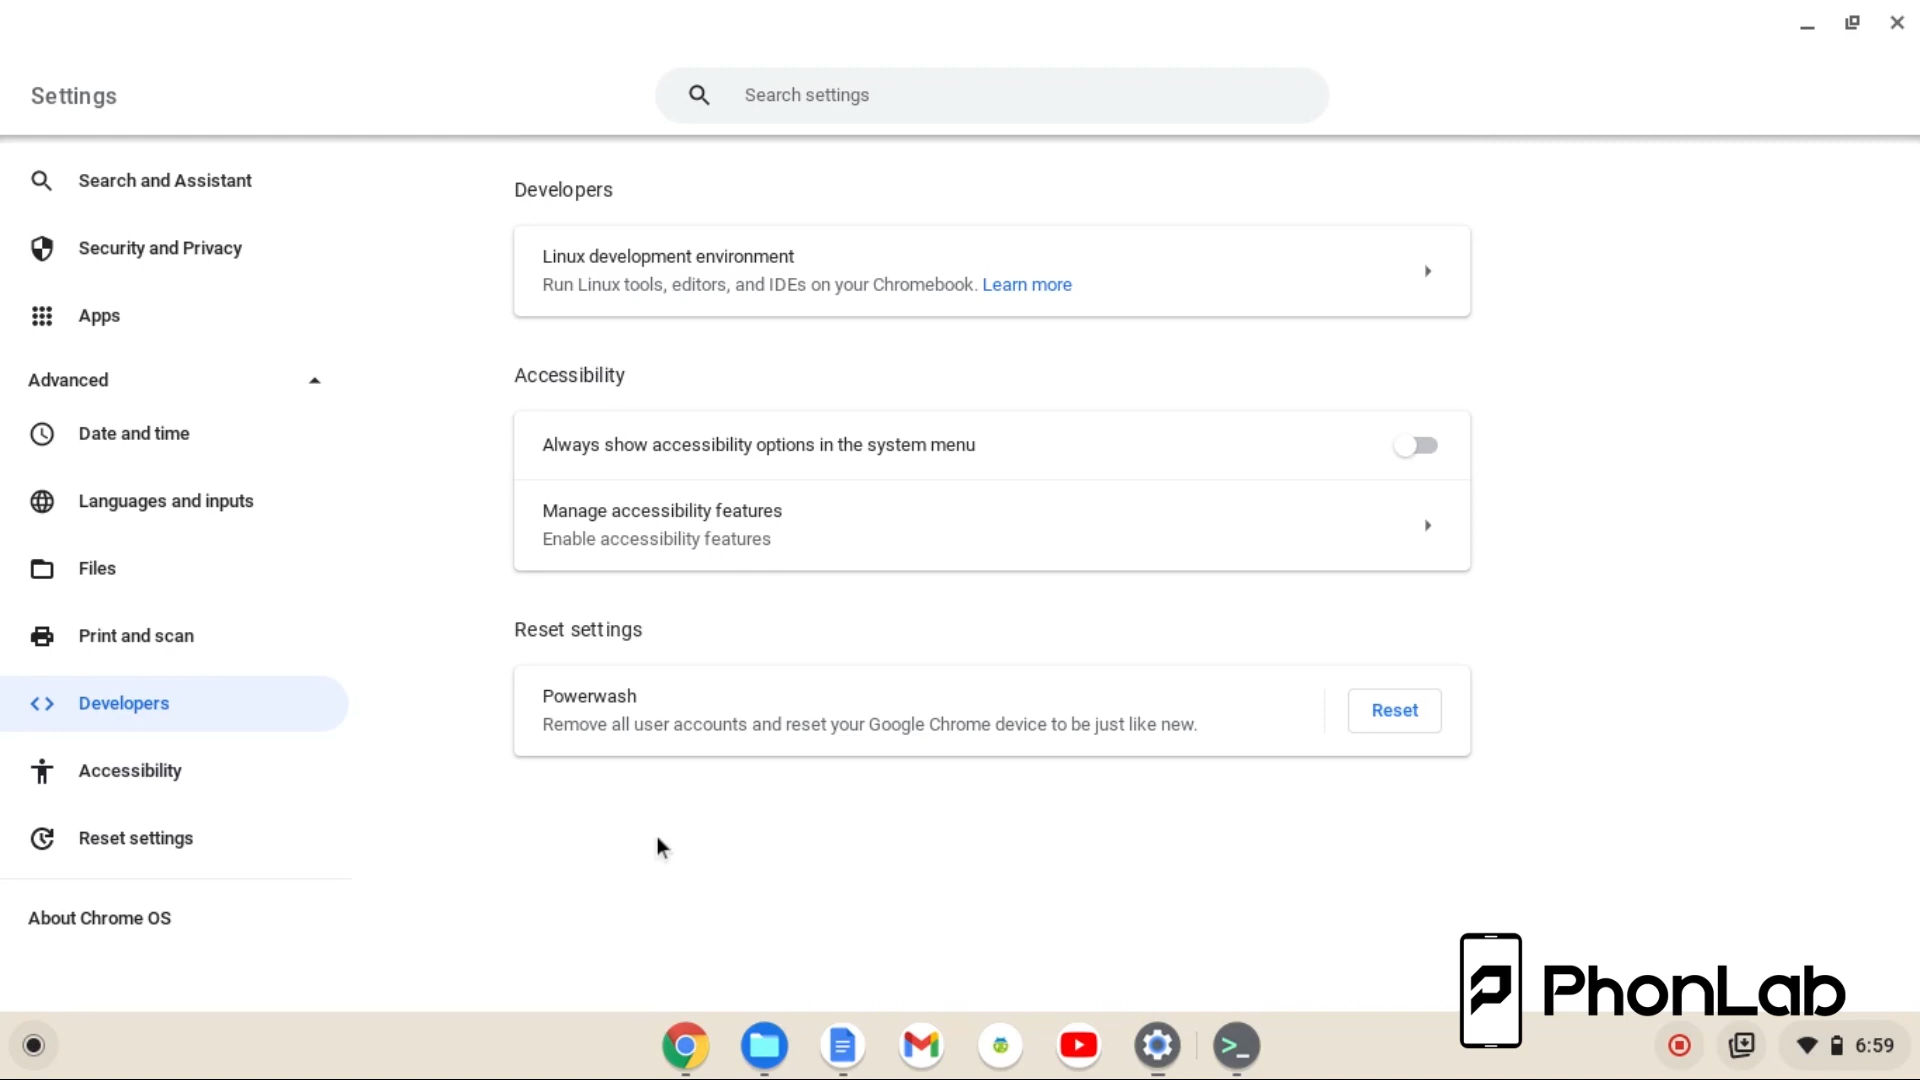 Settings
Search settings
Search and Assistant
Security and Privacy
Apps
Advanced
Date and time
Languages and inputs
Files
Print and scan
Developers
Accessibility
Reset settings
About Chrome OS
Developers
Linux development environment
Run Linux tools, editors, and IDEs on your Chromebook. Learn more
Accessibility
Always show accessibility options in the system menu
Manage accessibility features
Enable accessibility features
Reset settings
Powerwash
Remove all user accounts and reset your Google Chrome device to be just like new.
Reset
PhonLab
6:59